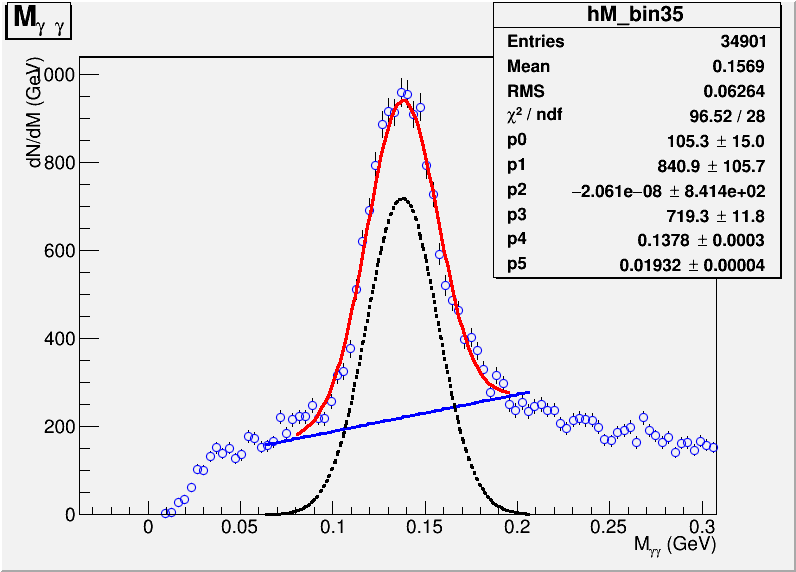 M γ γ
hM_bin35
Entries 34901
Mean 0.1569
RMS 0.06264
χ² / ndf 96.52 / 28
p0 105.3 ± 15.0
p1 840.9 ± 105.7
p2 −2.061e−08 ± 8.414e+02
p3 719.3 ± 11.8
p4 0.1378 ± 0.0003
p5 0.01932 ± 0.00004
dN/dM (GeV)
1000
800
600
400
200
0
0 0.05 0.1 0.15 0.2 0.25 0.3
M γγ (GeV)